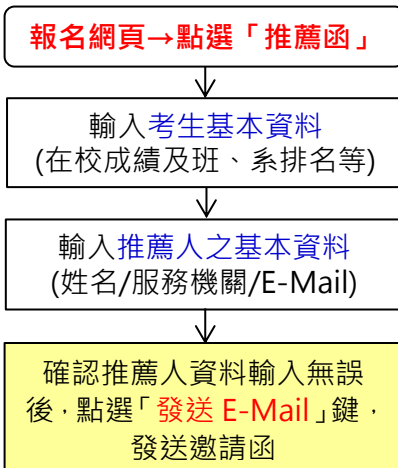 報名網頁→點選「推薦函」
輸入考生基本資料
(在校成績及班、系排名等)
輸入推薦人之基本資料
(姓名/服務機關/E-Mail)
確認推薦人資料輸入無誤
後，點選「發送 E-Mail」鍵，
發送邀請函